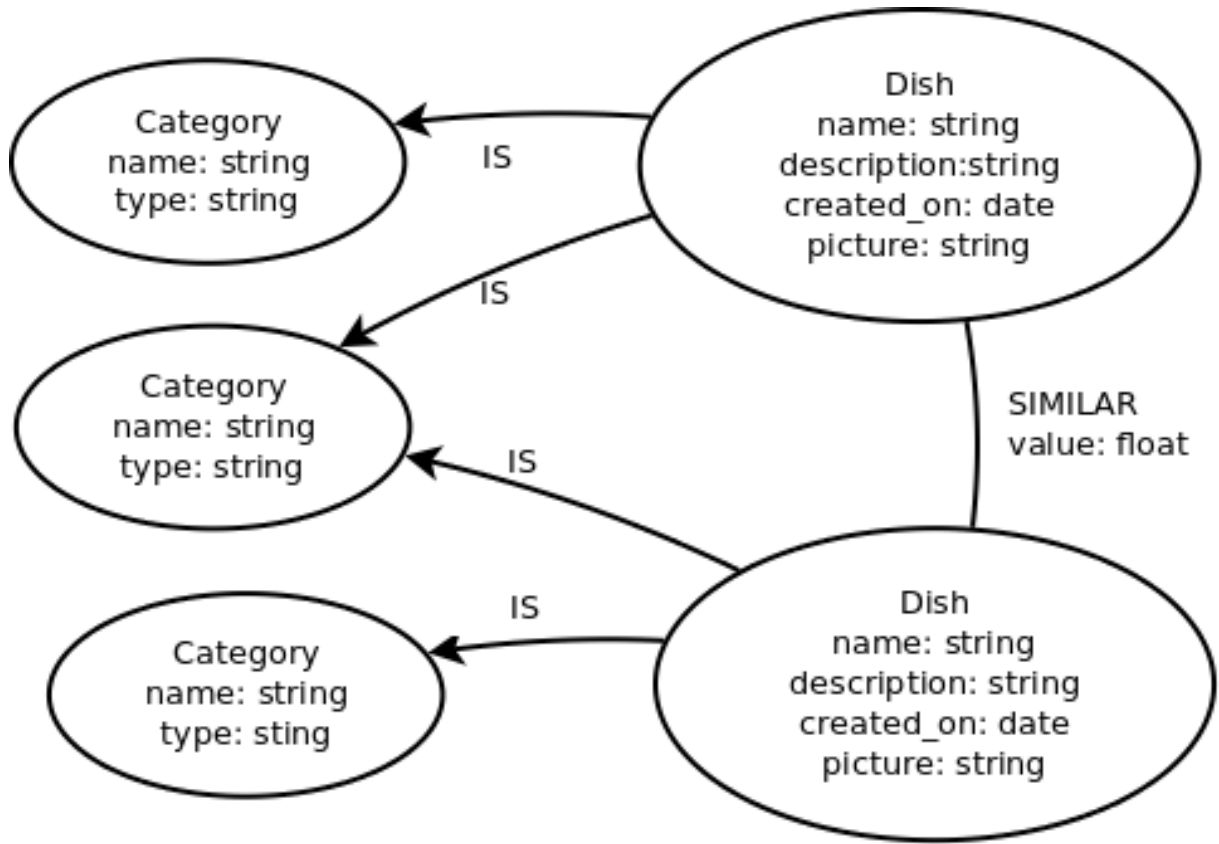 Category
name: string
type: string
IS
Dish
name: string
description:string
created_on: date
picture: string
IS
Category
name: string
type: string
SIMILAR
value: float
IS
Category
name: string
type: sting
IS
Dish
name: string
description: string
created_on: date
picture: string